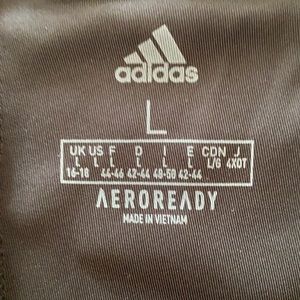 adidas
L
UK US F D I E CDN J
L L L L L L L/G 4XOT
16-18 44-46 42-44 48-50 42-44
AEROREADY
MADE IN VIETNAM